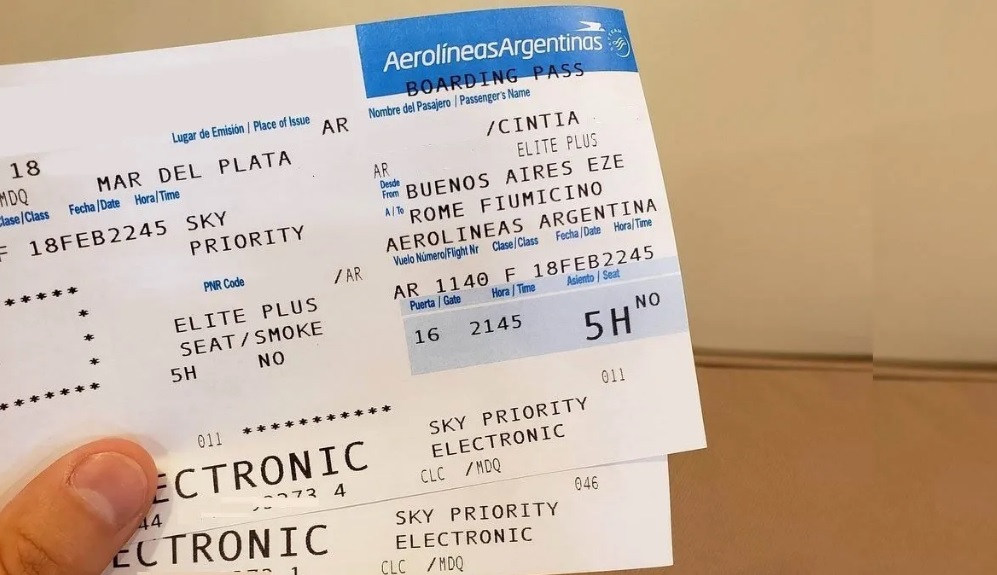 AerolíneasArgentinas
BOARDING PASS
Nombre del Pasajero / Passenger's Name
/CINTIA
ELITE PLUS
AR
Desde
From
BUENOS AIRES EZE
A / To
ROME FIUMICINO
AEROLINEAS ARGENTINA
Vuelo Número/Flight Nr Clase/Class Fecha/Date Hora/Time
AR 1140 F 18FEB2245
Puerta / Gate Hora / Time Asiento / Seat
16 2145 5H NO
011
SKY PRIORITY
ELECTRONIC
CLC /MDQ
Lugar de Emisión / Place of Issue AR
18
MDQ
MAR DEL PLATA
Clase/Class Fecha/Date Hora/Time
F 18FEB2245 SKY
PRIORITY
PNR Code /AR
*****
*
*
*
*******
ELITE PLUS
SEAT/SMOKE
5H NO
011 ***********
ECTRONIC
4
44
046
SKY PRIORITY
ELECTRONIC
CLC /MDQ
ECTRONIC